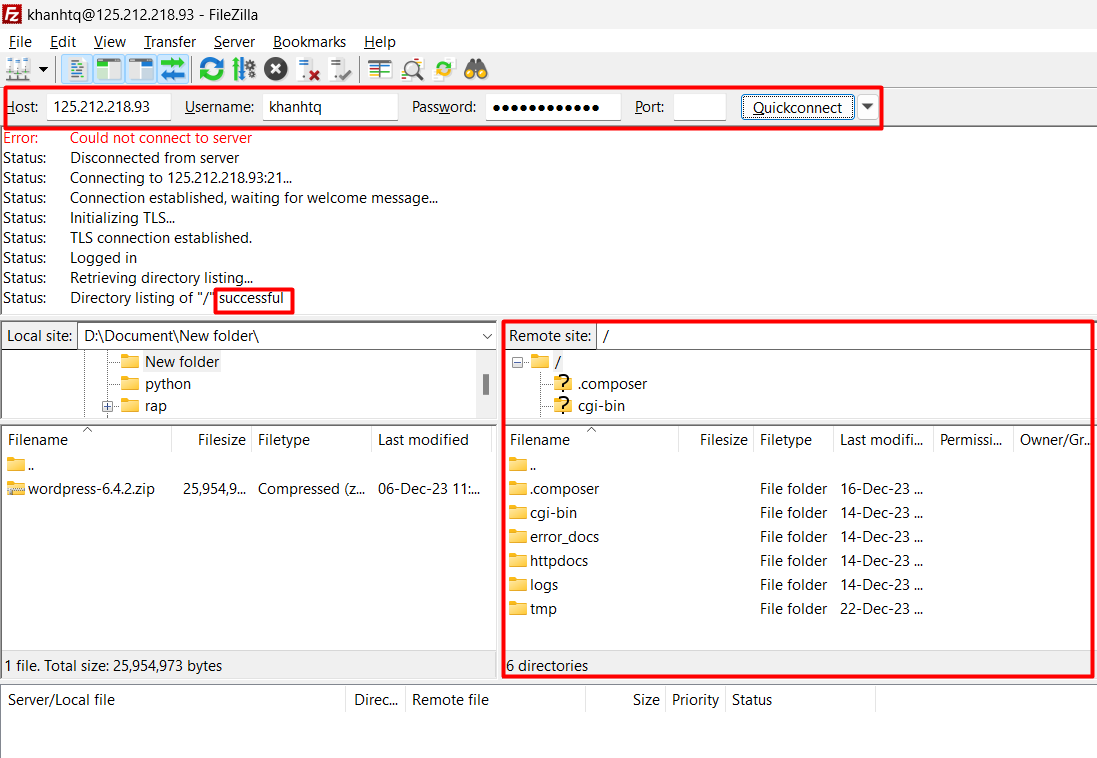 khanhtq@125.212.218.93 - FileZilla
File Edit View Transfer Server Bookmarks Help
Host: 125.212.218.93 Username: khanhtq Password: ●●●●●●●●●●●● Port: Quickconnect
Error: Could not connect to server
Status: Disconnected from server
Status: Connecting to 125.212.218.93:21...
Status: Connection established, waiting for welcome message...
Status: Initializing TLS...
Status: TLS connection established.
Status: Logged in
Status: Retrieving directory listing...
Status: Directory listing of "/" successful
Local site: D:\Document\New folder\
New folder
python
rap
Filename Filesize Filetype Last modified
..
wordpress-6.4.2.zip 25,954,9... Compressed (z... 06-Dec-23 11:...
1 file. Total size: 25,954,973 bytes
Remote site: /
/
? .composer
? cgi-bin
Filename Filesize Filetype Last modifi... Permissi... Owner/Gr...
..
.composer File folder 16-Dec-23 ...
cgi-bin File folder 14-Dec-23 ...
error_docs File folder 14-Dec-23 ...
httpdocs File folder 14-Dec-23 ...
logs File folder 14-Dec-23 ...
tmp File folder 22-Dec-23 ...
6 directories
Server/Local file Direc... Remote file Size Priority Status